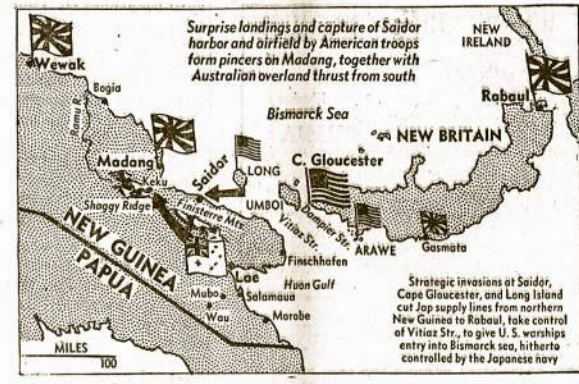 Surprise landings and capture of Saidor
harbor and airfield by American troops
form pincers on Madang, together with
Australian overland thrust from south
NEW
IRELAND
Wewak
Bogia
Ramu R.
Rabaul
Bismarck Sea
NEW BRITAIN
Madang
Keku
Saidor
LONG
C. Gloucester
Shaggy Ridge
Finisterre Mts.
UMBOI
Dampier Str.
Vitiaz Str.
ARAWE
Gasmata
NEW GUINEA
PAPUA
Finschhafen
Lae
Huon Gulf
Mubo
Salamaua
Wau
Morobe
Strategic invasions at Saidor,
Cape Gloucester, and Long Island
cut Jap supply lines from northern
New Guinea to Rabaul, take control
of Vitiaz Str., to give U.S. warships
entry into Bismarck sea, hitherto
controlled by the Japanese navy
MILES
100